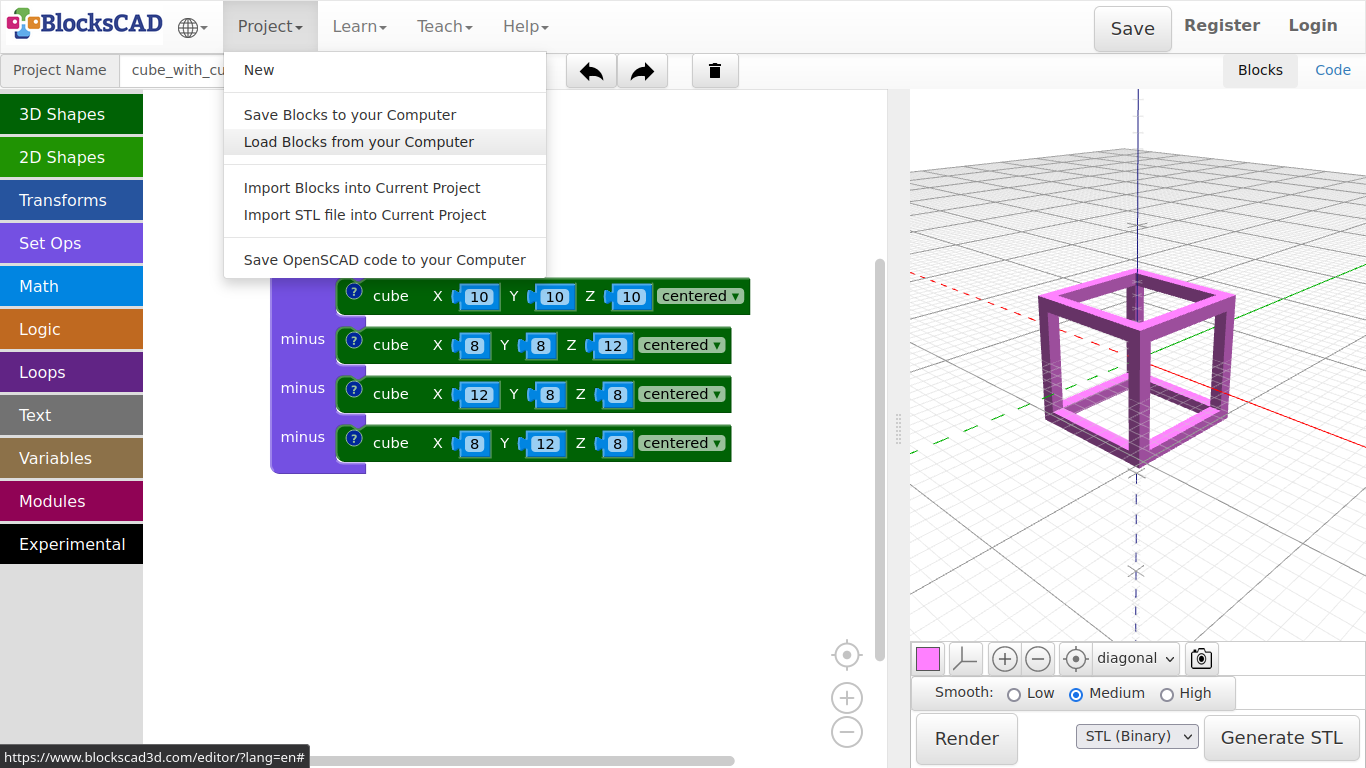 BlocksCAD Project Learn Teach Help Save Register Login
Project Name cube_with_cu Blocks Code
New
Save Blocks to your Computer
Load Blocks from your Computer
Import Blocks into Current Project
Import STL file into Current Project
Save OpenSCAD code to your Computer
3D Shapes
2D Shapes
Transforms
Set Ops
Math
Logic
Loops
Text
Variables
Modules
Experimental
? cube X 10 Y 10 Z 10 centered
minus ? cube X 8 Y 8 Z 12 centered
minus ? cube X 12 Y 8 Z 8 centered
minus ? cube X 8 Y 12 Z 8 centered
diagonal
Smooth: Low Medium High
Render STL (Binary) Generate STL
https://www.blockscad3d.com/editor/?lang=en#